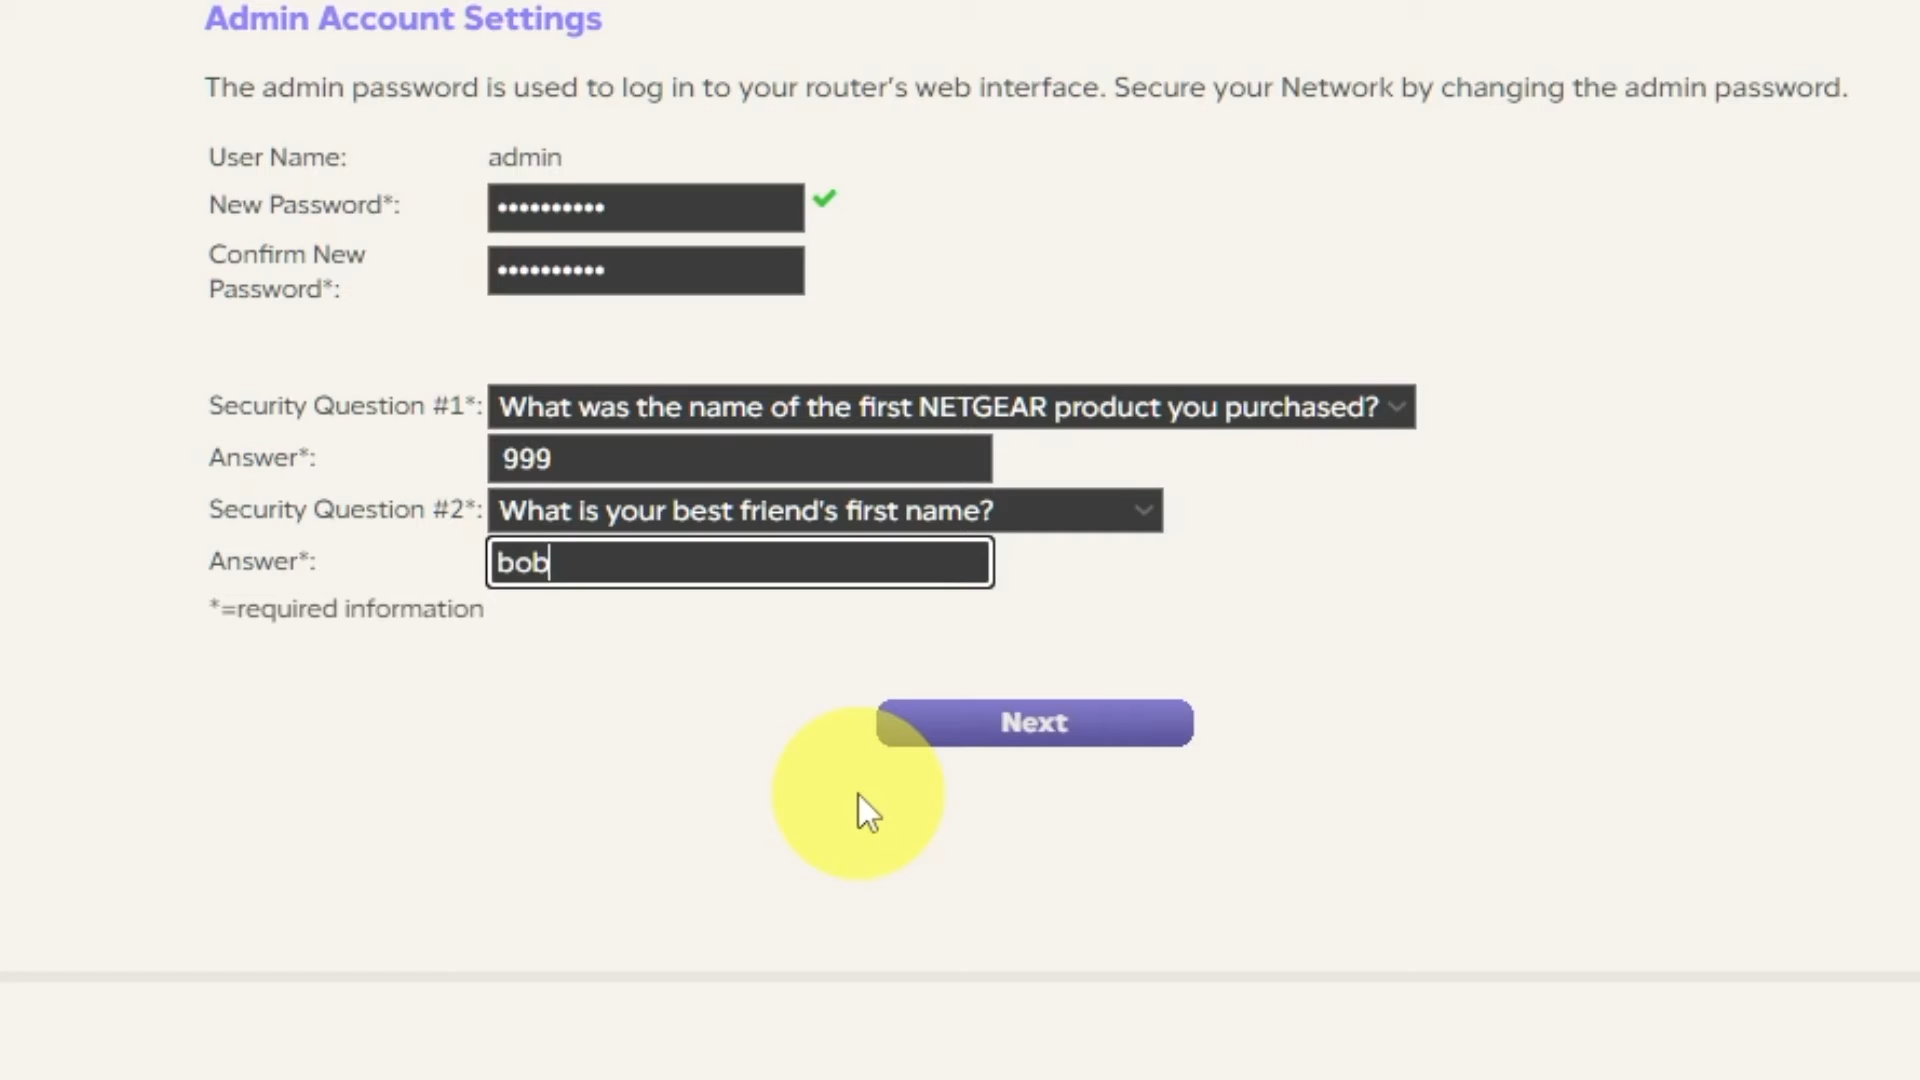 Admin Account Settings
The admin password is used to log in to your router's web interface. Secure your Network by changing the admin password.
User Name: admin
New Password*: ••••••••••
Confirm New
Password*: ••••••••••
Security Question #1*: What was the name of the first NETGEAR product you purchased?
Answer*: 999
Security Question #2*: What is your best friend's first name?
Answer*: bob
*=required information
Next